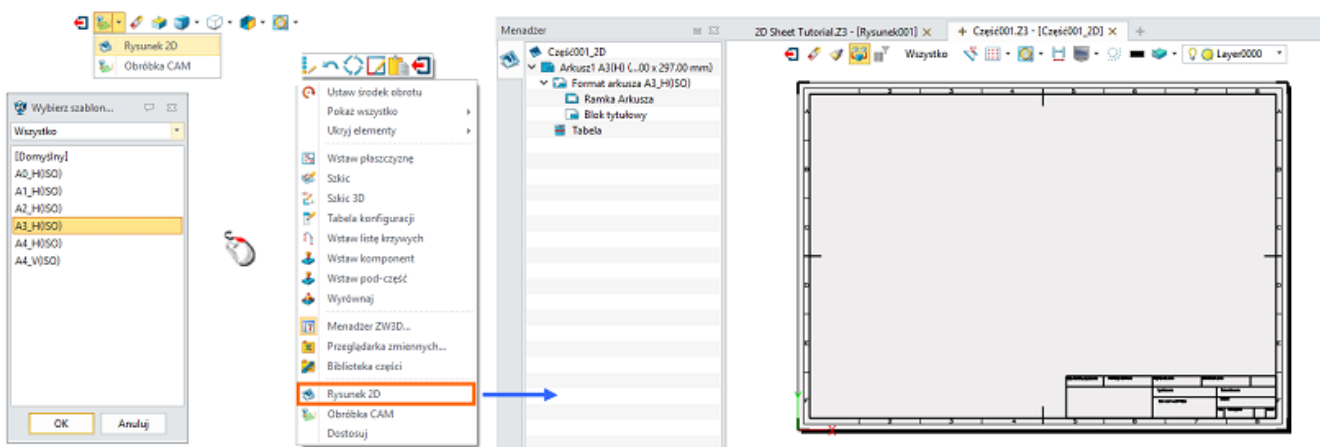 Rysunek 2D
Obróbka CAM
Wybierz szablon...
Wszystko
[Domyślny]
A0_H(ISO)
A1_H(ISO)
A2_H(ISO)
A3_H(ISO)
A4_H(ISO)
A4_V(ISO)
OK Anuluj
Ustaw środek obrotu
Pokaż wszystko
Ukryj elementy
Wstaw płaszczyznę
Szkic
Szkic 3D
Tabela konfiguracji
Wstaw listę krzywych
Wstaw komponent
Wstaw pod-część
Wyrównaj
Menadżer ZW3D...
Przeglądarka zmiennych...
Biblioteka części
Rysunek 2D
Obróbka CAM
Dostosuj
Menadżer
Część001_2D
Arkusz1 A3(H) (...00 x 297.00 mm)
Format arkusza A3_H(ISO)
Ramka Arkusza
Blok tytułowy
Tabela
2D Sheet Tutorial.Z3 - [Rysunek001]
Część001.Z3 - [Część001_2D]
Wszystko
Layer0000